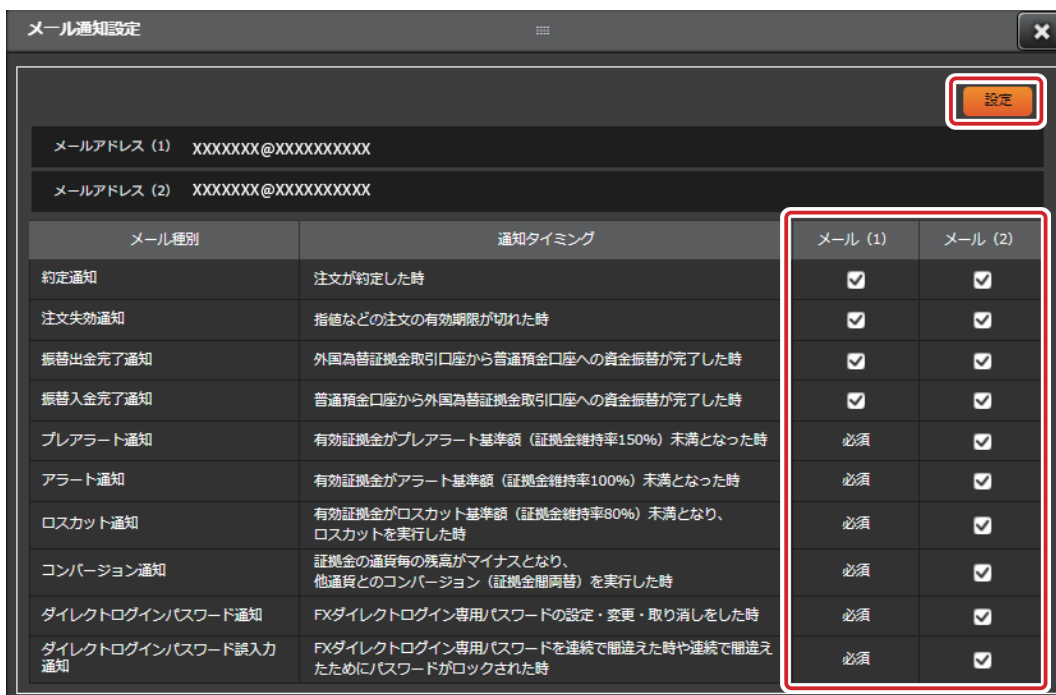 メール通知設定
設定
メールアドレス（1） XXXXXXX@XXXXXXXXXX
メールアドレス（2） XXXXXXX@XXXXXXXXXX
メール種別 通知タイミング メール（1） メール（2）
約定通知 注文が約定した時
注文失効通知 指値などの注文の有効期限が切れた時
振替出金完了通知 外国為替証拠金取引口座から普通預金口座への資金振替が完了した時
振替入金完了通知 普通預金口座から外国為替証拠金取引口座への資金振替が完了した時
プレアラート通知 有効証拠金がプレアラート基準額（証拠金維持率150%）未満となった時 必須
アラート通知 有効証拠金がアラート基準額（証拠金維持率100%）未満となった時 必須
ロスカット通知 有効証拠金がロスカット基準額（証拠金維持率80%）未満となり、
ロスカットを実行した時 必須
コンバージョン通知 証拠金の通貨毎の残高がマイナスとなり、
他通貨とのコンバージョン（証拠金間両替）を実行した時 必須
ダイレクトログインパスワード通知 FXダイレクトログイン専用パスワードの設定・変更・取り消しをした時 必須
ダイレクトログインパスワード誤入力
通知 FXダイレクトログイン専用パスワードを連続で間違えた時や連続で間違え
たためにパスワードがロックされた時 必須